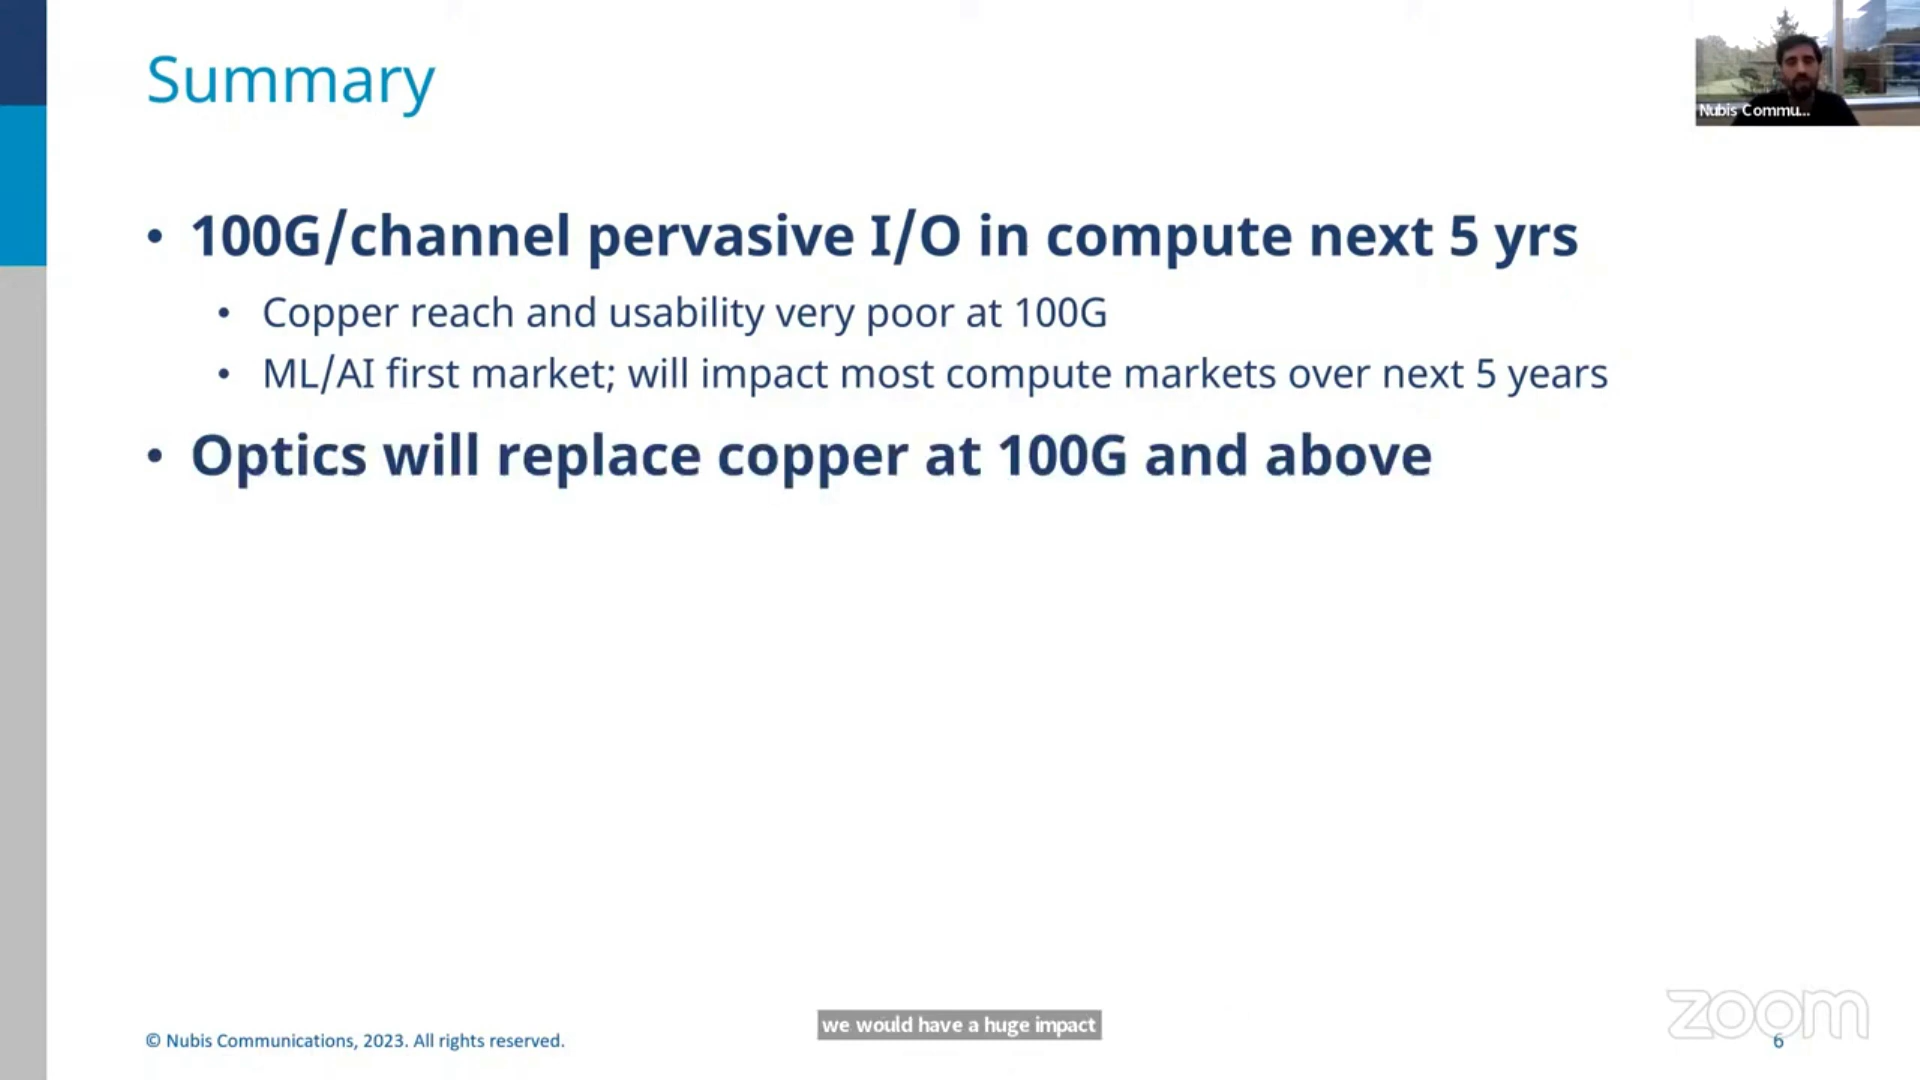 Summary
Nubis Commu...
• 100G/channel pervasive I/O in compute next 5 yrs
• Copper reach and usability very poor at 100G
• ML/AI first market; will impact most compute markets over next 5 years
• Optics will replace copper at 100G and above
we would have a huge impact
© Nubis Communications, 2023. All rights reserved.
zoom
6